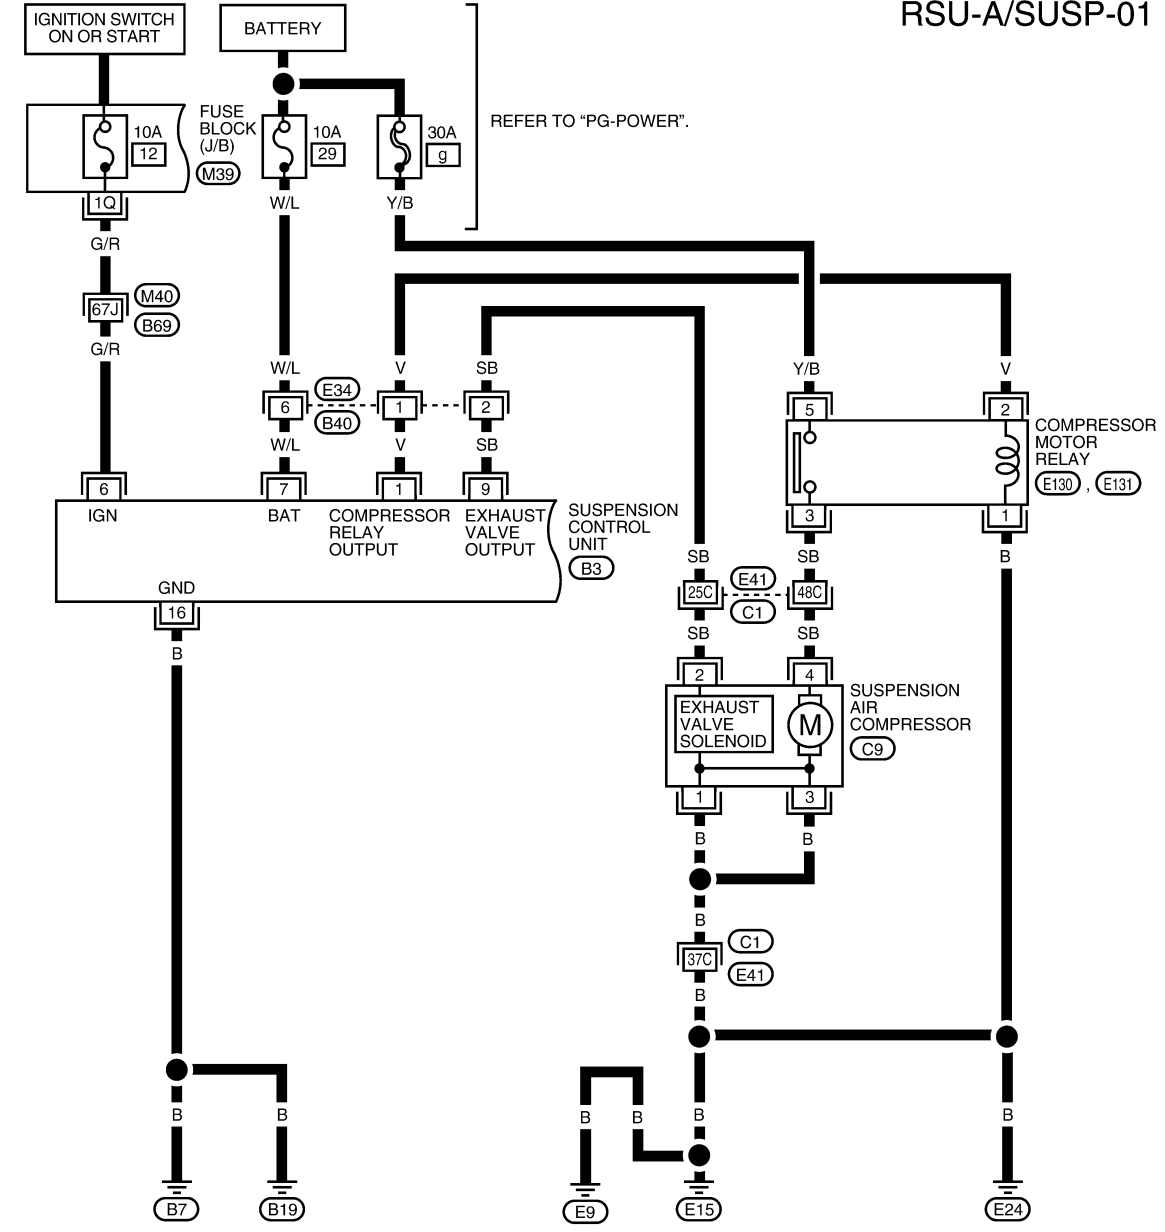 RSU-A/SUSP-01
IGNITION SWITCH
ON OR START
BATTERY
REFER TO “PG-POWER”.
FUSE
BLOCK
(J/B)
M39
10A
12
10A
29
30A
g
1Q
W/L
Y/B
G/R
67J
M40
B69
G/R
W/L
V
SB
Y/B
V
6
E34
B40
1
2
5
2
W/L
V
SB
COMPRESSOR
MOTOR
RELAY
E130 , E131
6
7
1
9
3
1
IGN
BAT
COMPRESSOR
RELAY
OUTPUT
EXHAUST
VALVE
OUTPUT
SUSPENSION
CONTROL
UNIT
B3
GND
16
SB
SB
B
25C
E41
C1
48C
SB
SB
B
2
4
EXHAUST
VALVE
SOLENOID
M
SUSPENSION
AIR
COMPRESSOR
C9
1
3
B
B
B
37C
C1
E41
B
B
B
B
B
B
B
B7
B19
E9
E15
E24